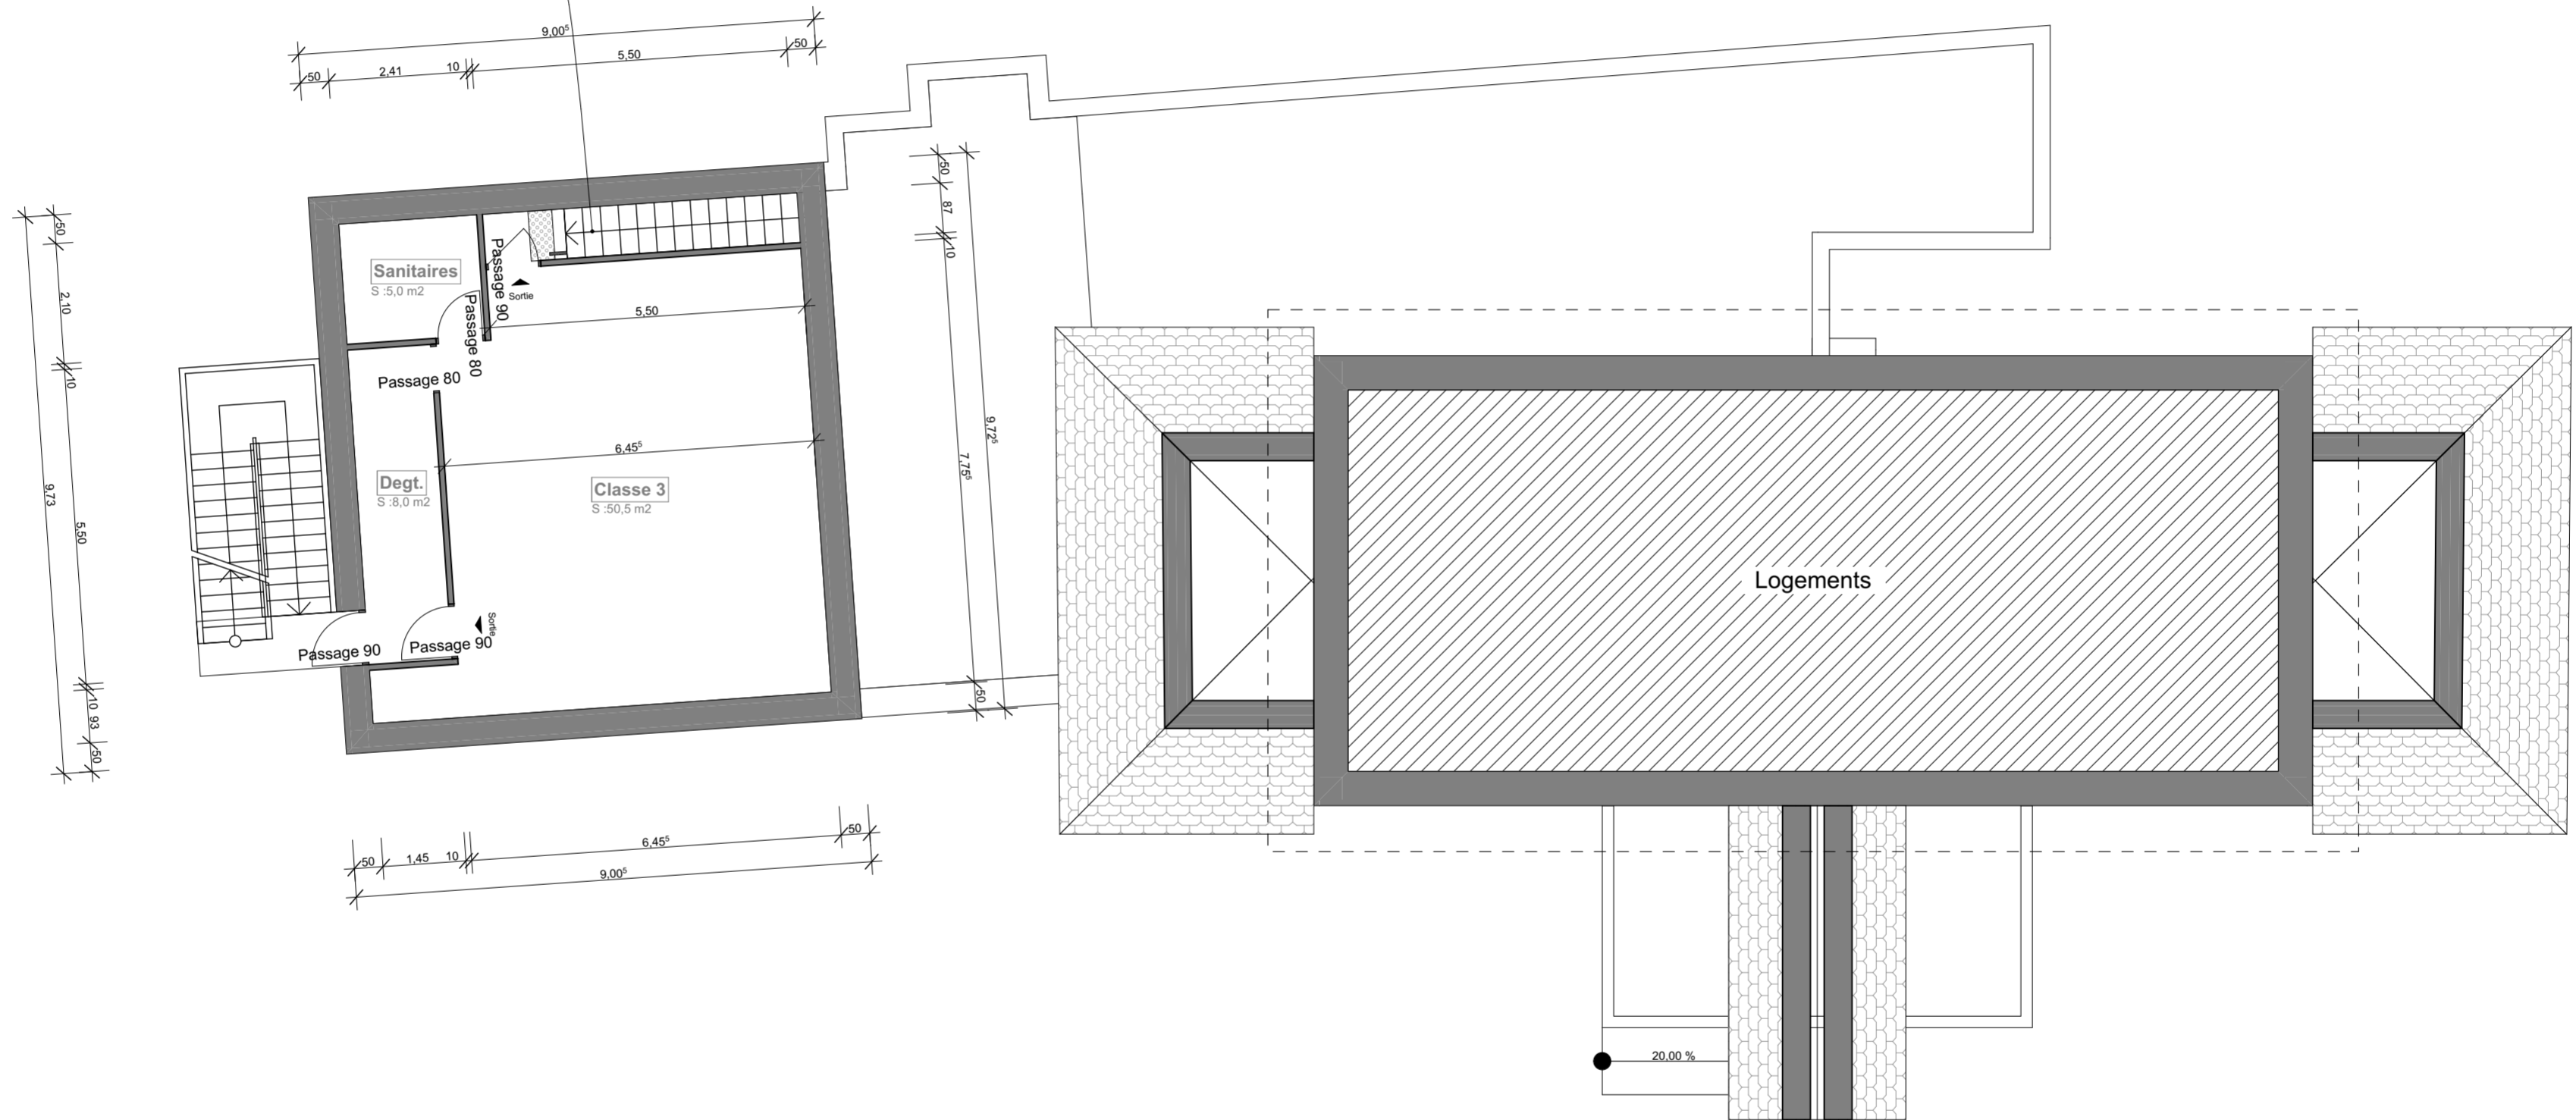 9,00⁵
50
2,41
10
5,50
50
50
87
10
9,72⁵
7,75⁵
50
50
2,10
10
9,73
5,50
10
93
50
Sanitaires
S :5,0 m2
Passage 90
Passage 80
Sortie
5,50
Passage 80
6,45⁵
Degt.
S :8,0 m2
Classe 3
S :50,5 m2
Sortie
Passage 90
Passage 90
Logements
50
1,45
10
6,45⁵
50
9,00⁵
20,00 %